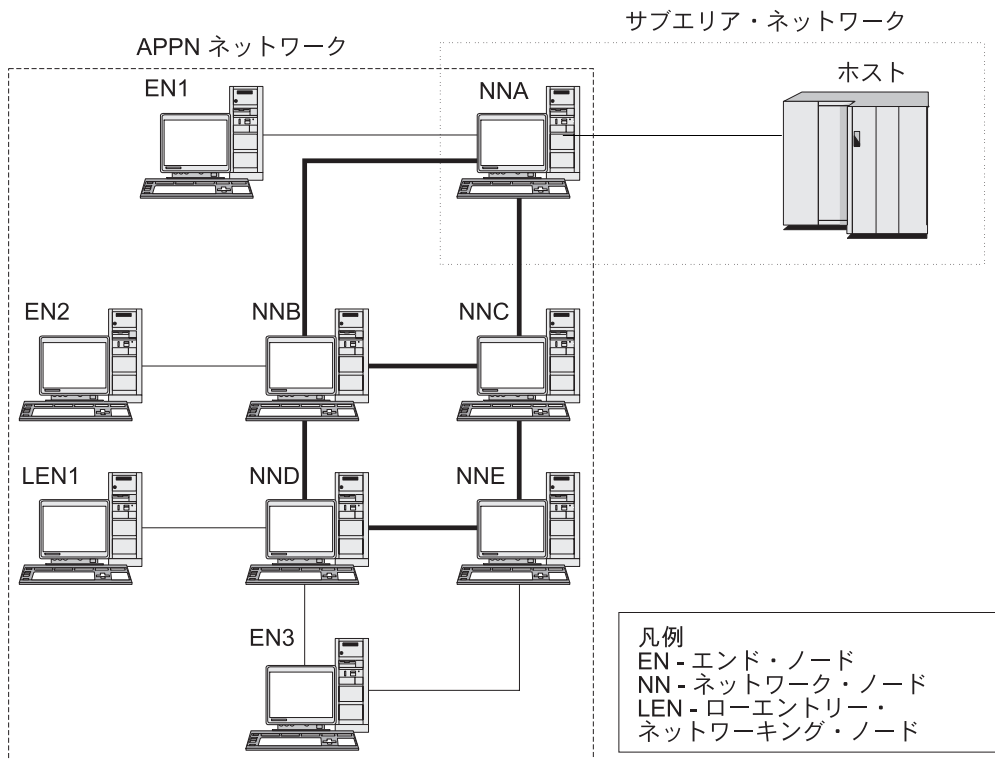 サブエリア・ネットワーク
APPN ネットワーク
EN1
NNA
ホスト
EN2
NNB
NNC
LEN1
NND
NNE
EN3
凡例
EN - エンド・ノード
NN - ネットワーク・ノード
LEN - ローエントリー・
ネットワーキング・ノード